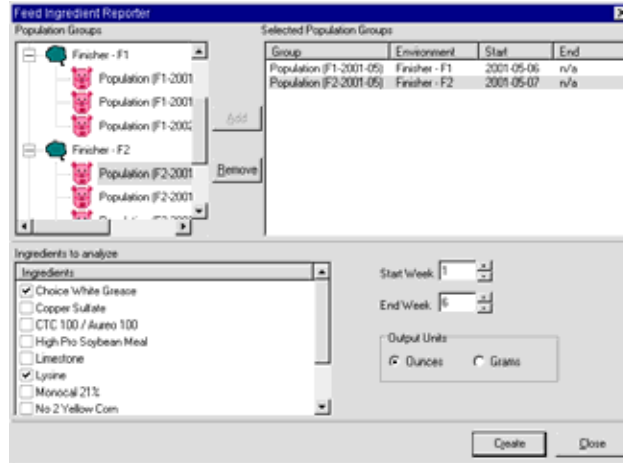 Feed Ingredient Reporter
Population Groups
Finisher - F1
Population (F1-2001
Population (F1-2001
Population (F1-2002
Finisher - F2
Population (F2-2001
Population (F2-2001
Add
Remove
Selected Population Groups
Group Environment Start End
Population (F1-2001-05) Finisher - F1 2001-05-06 n/a
Population (F2-2001-05) Finisher - F2 2001-05-07 n/a
Ingredients to analyze
Ingredients
Choice White Grease
Copper Sulfate
CTC 100 / Aureo 100
High Pro Soybean Meal
Limestone
Lysine
Monocal 21%
No 2 Yellow Corn
Start Week 1
End Week 6
Output Units
Ounces Grams
Create Close